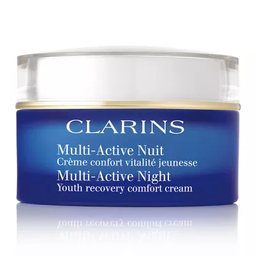 CLARINS
Multi-Active Nuit
Crème confort vitalité jeunesse
Multi-Active Night
Youth recovery comfort cream